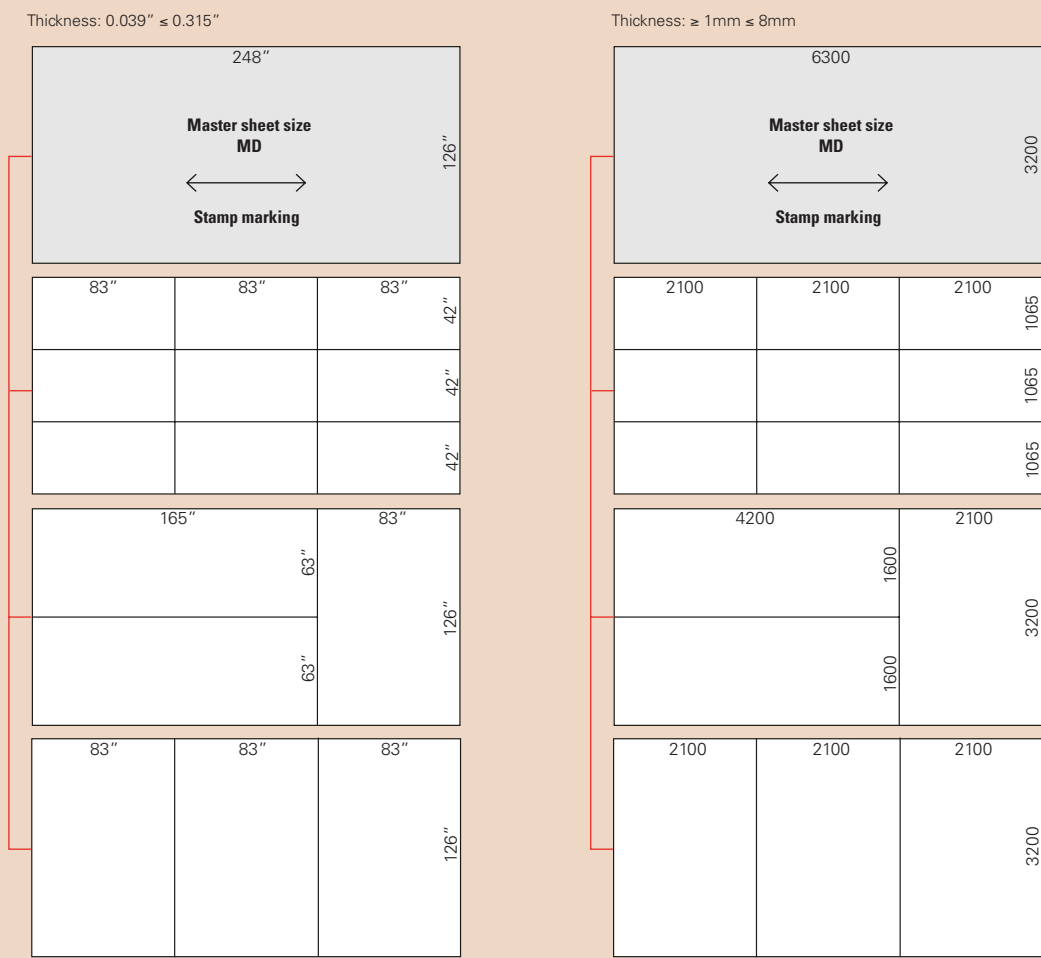 Thickness: 0.039” ≤ 0.315”
248”
Master sheet size
MD
126”
Stamp marking
83” 83” 83”
42”
42”
42”
165” 83”
63”
126”
63”
83” 83” 83”
126”
Thickness: ≥ 1mm ≤ 8mm
6300
Master sheet size
MD
3200
Stamp marking
2100 2100 2100
1065
1065
1065
4200 2100
1600
3200
1600
2100 2100 2100
3200